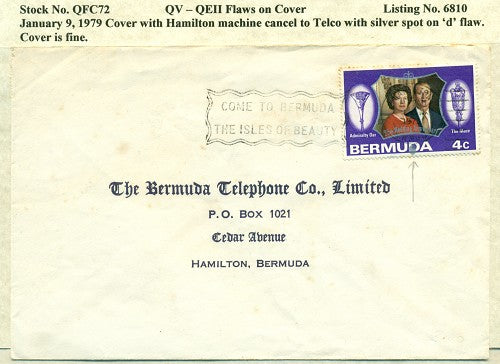 Stock No. QFC72 QV – QEII Flaws on Cover Listing No. 6810
January 9, 1979 Cover with Hamilton machine cancel to Telco with silver spot on ‘d’ flaw.
Cover is fine.
COME TO BERMUDA
THE ISLES OF BEAUTY
Admiralty Oar The Mace
BERMUDA 4c
The Bermuda Telephone Co., Limited
P.O. BOX 1021
Cedar Avenue
HAMILTON, BERMUDA